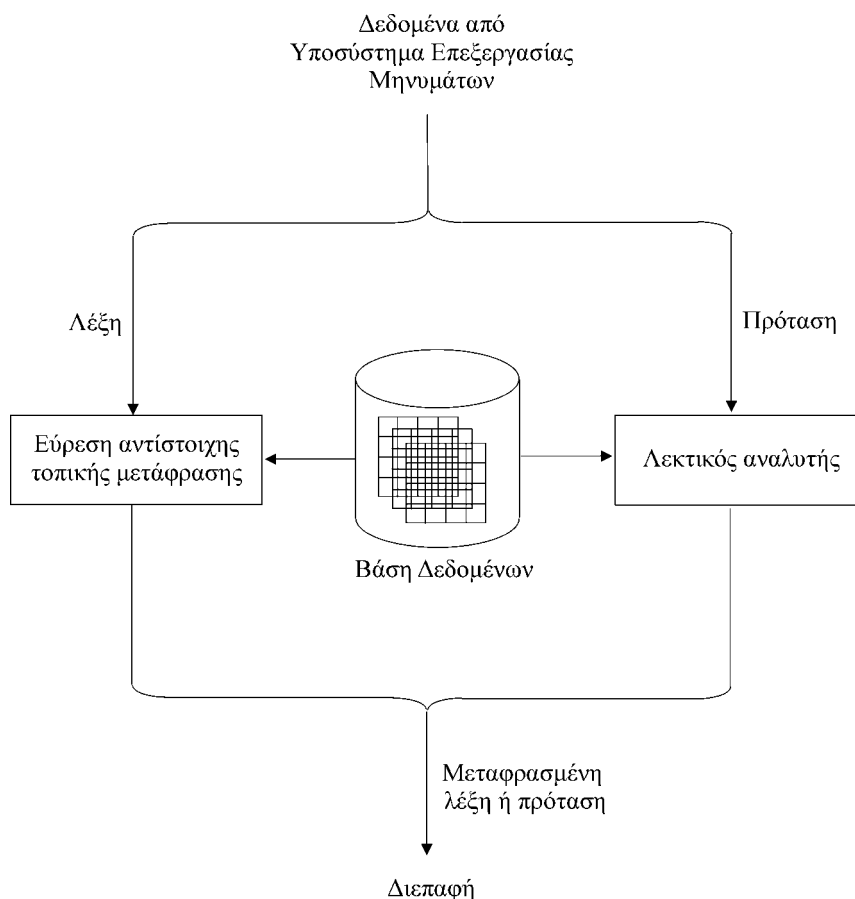 Δεδομένα από
Υποσύστημα Επεξεργασίας
Μηνυμάτων
Λέξη
Πρόταση
Εύρεση αντίστοιχης
τοπικής μετάφρασης
Λεκτικός αναλυτής
Βάση Δεδομένων
Μεταφρασμένη
λέξη ή πρόταση
Διεπαφή